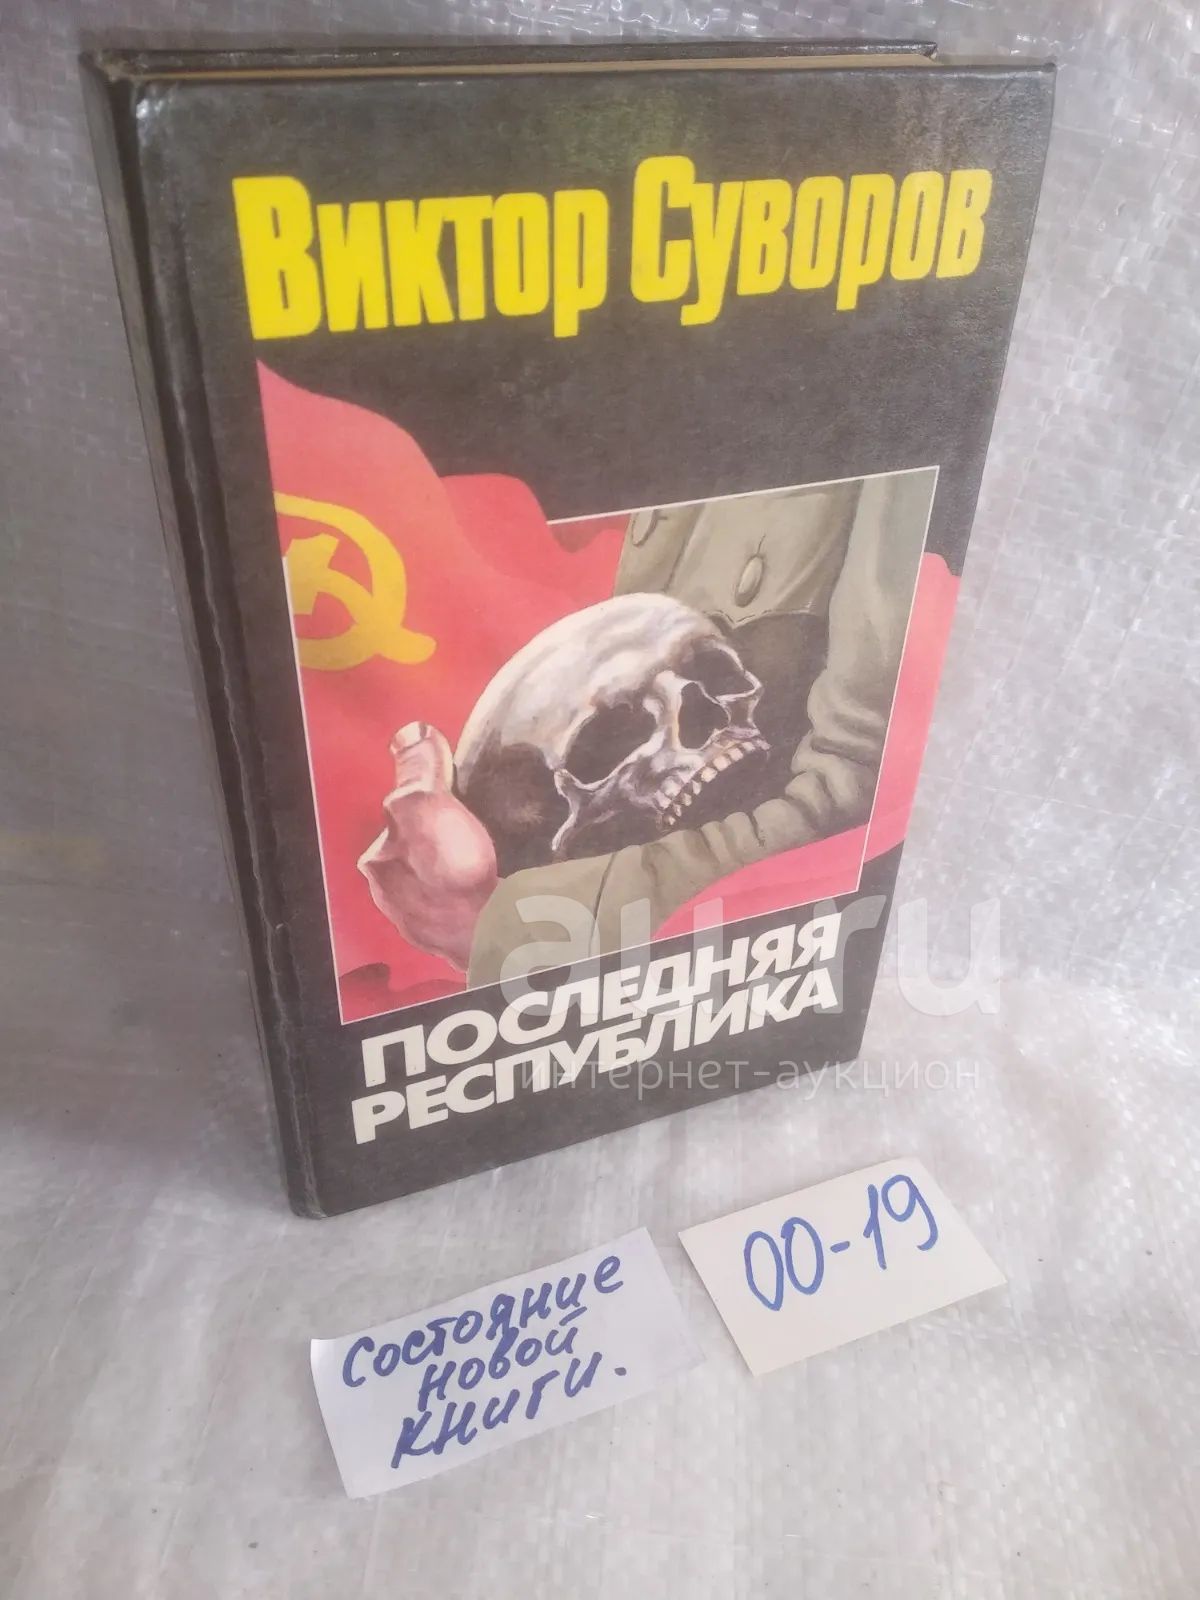 Виктор Суворов
ПОСЛЕДНЯЯ
РЕСПУБЛИКА
au.ru
интернет-аукцион
Состояние
новой
книги.
00-19